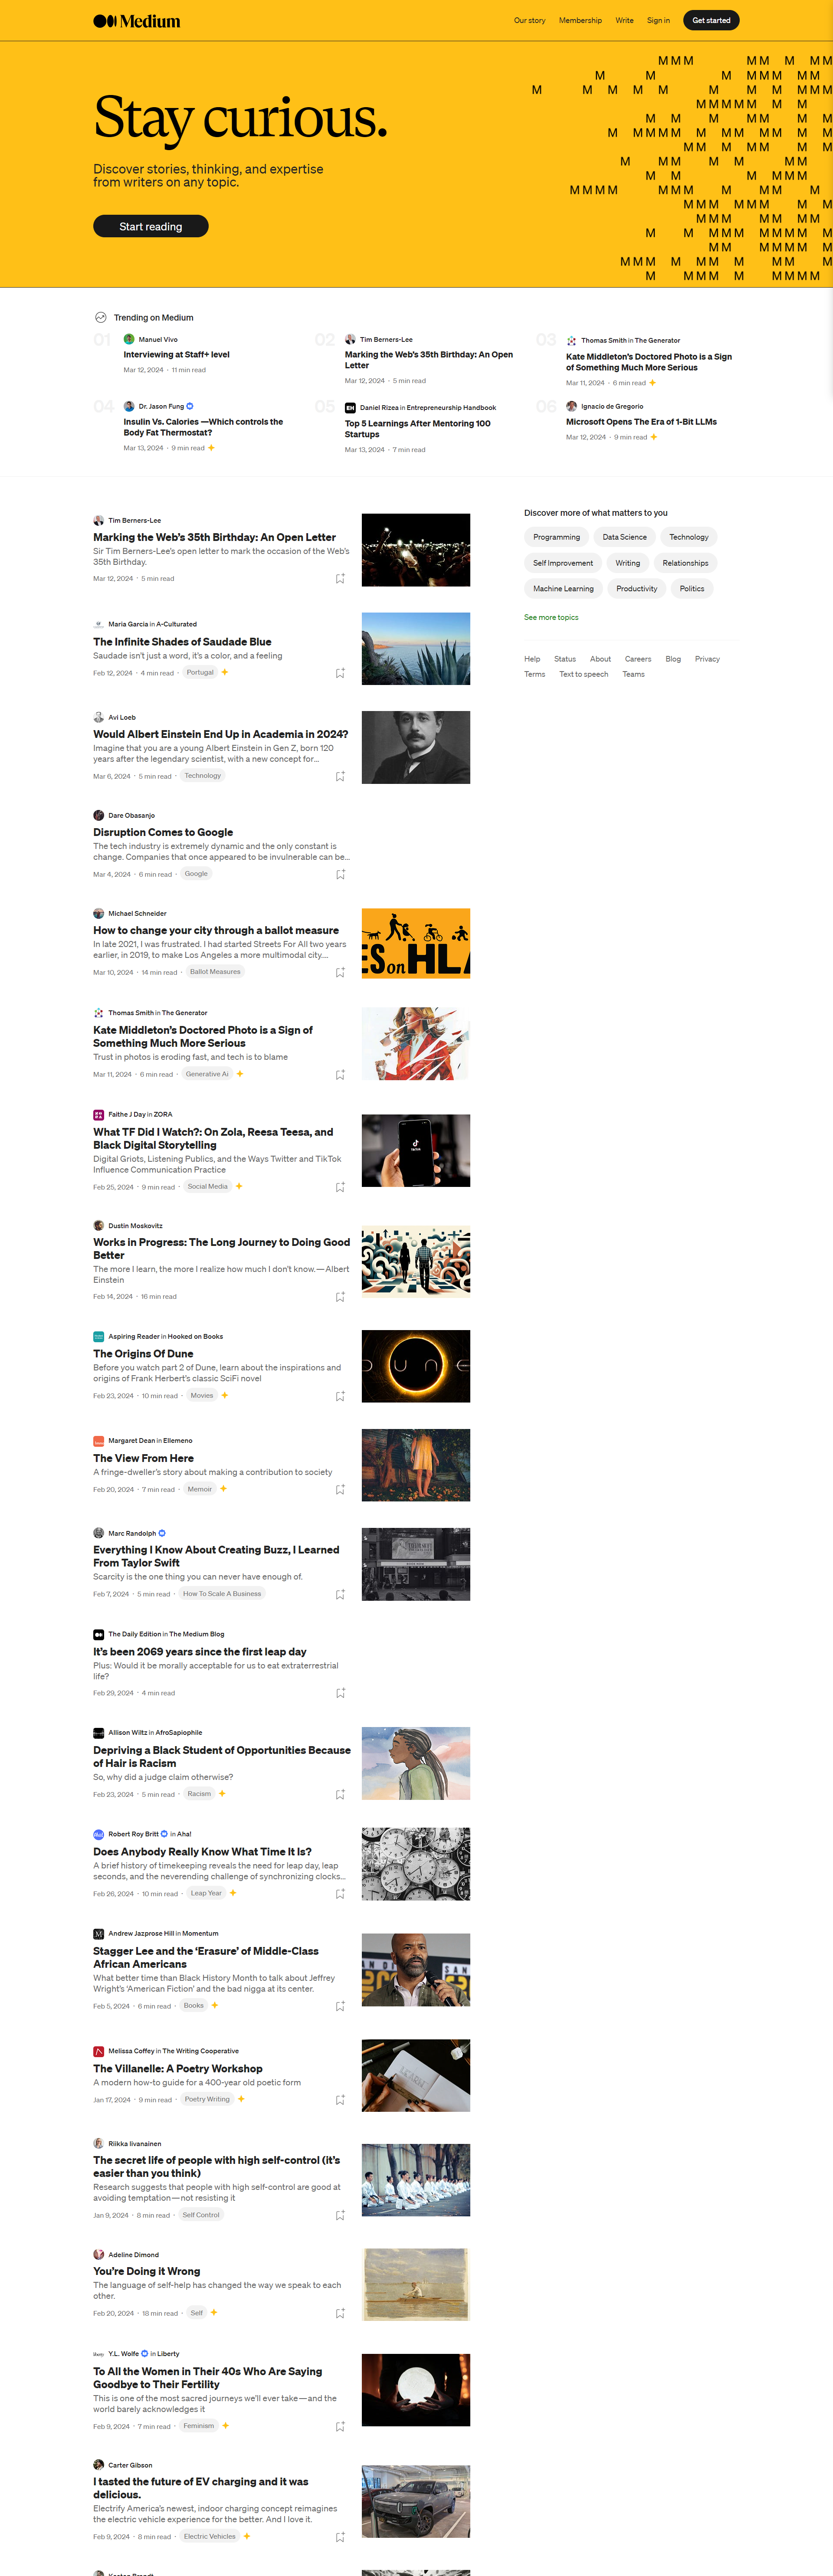 Medium
Our story Membership Write Sign in Get started
Stay curious.
Discover stories, thinking, and expertise
from writers on any topic.
Start reading
Trending on Medium
01
Manuel Vivo
Interviewing at Staff+ level
Mar 12, 2024 · 11 min read
02
Tim Berners-Lee
Marking the Web's 35th Birthday: An Open
Letter
Mar 12, 2024 · 5 min read
03
Thomas Smith in The Generator
Kate Middleton's Doctored Photo is a Sign
of Something Much More Serious
Mar 11, 2024 · 6 min read
04
Dr. Jason Fung
Insulin Vs. Calories —Which controls the
Body Fat Thermostat?
Mar 13, 2024 · 9 min read
05
Daniel Rizea in Entrepreneurship Handbook
Top 5 Learnings After Mentoring 100
Startups
Mar 13, 2024 · 7 min read
06
Ignacio de Gregorio
Microsoft Opens The Era of 1-Bit LLMs
Mar 12, 2024 · 9 min read
Tim Berners-Lee
Marking the Web's 35th Birthday: An Open Letter
Sir Tim Berners-Lee's open letter to mark the occasion of the Web's
35th Birthday.
Mar 12, 2024 · 5 min read
Maria Garcia in A-Culturated
The Infinite Shades of Saudade Blue
Saudade isn't just a word, it's a color, and a feeling
Feb 12, 2024 · 4 min read · Portugal
Avi Loeb
Would Albert Einstein End Up in Academia in 2024?
Imagine that you are a young Albert Einstein in Gen Z, born 120
years after the legendary scientist, with a new concept for…
Mar 6, 2024 · 5 min read · Technology
Dare Obasanjo
Disruption Comes to Google
The tech industry is extremely dynamic and the only constant is
change. Companies that once appeared to be invulnerable can be…
Mar 4, 2024 · 6 min read · Google
Michael Schneider
How to change your city through a ballot measure
In late 2021, I was frustrated. I had started Streets For All two years
earlier, in 2019, to make Los Angeles a more multimodal city.…
Mar 10, 2024 · 14 min read · Ballot Measures
ES on HLA
Thomas Smith in The Generator
Kate Middleton's Doctored Photo is a Sign of
Something Much More Serious
Trust in photos is eroding fast, and tech is to blame
Mar 11, 2024 · 6 min read · Generative Ai
Faithe J Day in ZORA
What TF Did I Watch?: On Zola, Reesa Teesa, and
Black Digital Storytelling
Digital Griots, Listening Publics, and the Ways Twitter and TikTok
Influence Communication Practice
Feb 25, 2024 · 9 min read · Social Media
TikTok
Dustin Moskovitz
Works in Progress: The Long Journey to Doing Good
Better
The more I learn, the more I realize how much I don't know. — Albert
Einstein
Feb 14, 2024 · 16 min read
Aspiring Reader in Hooked on Books
The Origins Of Dune
Before you watch part 2 of Dune, learn about the inspirations and
origins of Frank Herbert's classic SciFi novel
Feb 23, 2024 · 10 min read · Movies
DUNE
Margaret Dean in Ellemeno
The View From Here
A fringe-dweller's story about making a contribution to society
Feb 20, 2024 · 7 min read · Memoir
Marc Randolph
Everything I Know About Creating Buzz, I Learned
From Taylor Swift
Scarcity is the one thing you can never have enough of.
Feb 7, 2024 · 5 min read · How To Scale A Business
The Daily Edition in The Medium Blog
It's been 2069 years since the first leap day
Plus: Would it be morally acceptable for us to eat extraterrestrial
life?
Feb 29, 2024 · 4 min read
Allison Wiltz in AfroSapiophile
Depriving a Black Student of Opportunities Because
of Hair is Racism
So, why did a judge claim otherwise?
Feb 23, 2024 · 5 min read · Racism
Robert Roy Britt in Aha!
Does Anybody Really Know What Time It Is?
A brief history of timekeeping reveals the need for leap day, leap
seconds, and the neverending challenge of synchronizing clocks…
Feb 26, 2024 · 10 min read · Leap Year
Andrew Jazprose Hill in Momentum
Stagger Lee and the 'Erasure' of Middle-Class
African Americans
What better time than Black History Month to talk about Jeffrey
Wright's 'American Fiction' and the bad nigga at its center.
Feb 5, 2024 · 6 min read · Books
Melissa Coffey in The Writing Cooperative
The Villanelle: A Poetry Workshop
A modern how-to guide for a 400-year old poetic form
Jan 17, 2024 · 9 min read · Poetry Writing
Riikka Iivanainen
The secret life of people with high self-control (it's
easier than you think)
Research suggests that people with high self-control are good at
avoiding temptation — not resisting it
Jan 9, 2024 · 8 min read · Self Control
Adeline Dimond
You're Doing it Wrong
The language of self-help has changed the way we speak to each
other.
Feb 20, 2024 · 18 min read · Self
Y.L. Wolfe in Liberty
To All the Women in Their 40s Who Are Saying
Goodbye to Their Fertility
This is one of the most sacred journeys we'll ever take — and the
world barely acknowledges it
Feb 9, 2024 · 7 min read · Feminism
Carter Gibson
I tasted the future of EV charging and it was
delicious.
Electrify America's newest, indoor charging concept reimagines
the electric vehicle experience for the better. And I love it.
Feb 9, 2024 · 8 min read · Electric Vehicles
Discover more of what matters to you
Programming Data Science Technology
Self Improvement Writing Relationships
Machine Learning Productivity Politics
See more topics
Help Status About Careers Blog Privacy
Terms Text to speech Teams